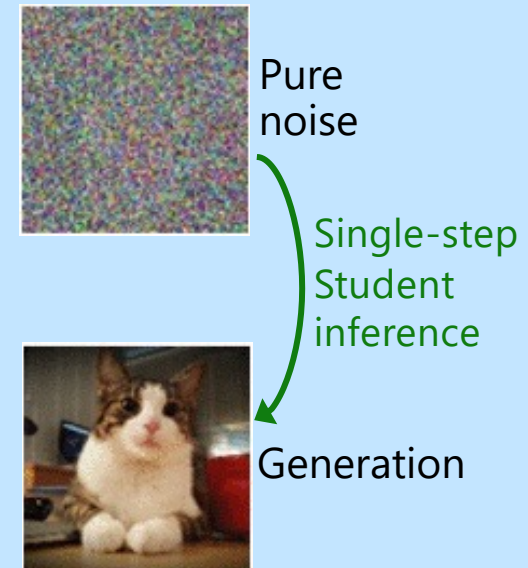 Pure
noise
Single-step
Student
inference
Generation